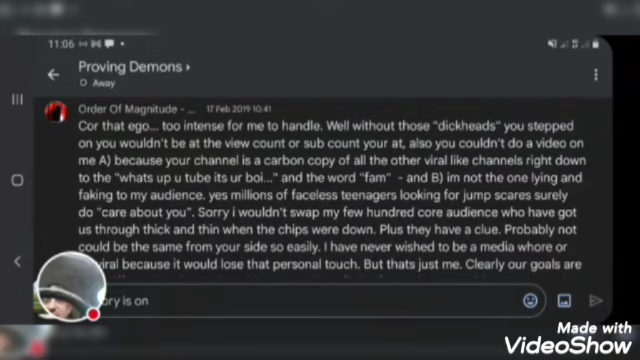 11:06
Proving Demons
Away
Order Of Magnitude - ... 17 Feb 2019 10:41
Cor that ego... too intense for me to handle. Well without those "dickheads" you stepped
on you wouldn't be at the view count or sub count your at, also you couldn't do a video on
me A) because your channel is a carbon copy of all the other viral like channels right down
to the "whats up u tube its ur boi..." and the word "fam" - and B) im not the one lying and
faking to my audience. yes millions of faceless teenagers looking for jump scares surely
do "care about you". Sorry i wouldn't swap my few hundred core audience who have got
us through thick and thin when the chips were down. Plus they have a clue. Probably not
could be the same from your side so easily. I have never wished to be a media whore or
viral because it would lose that personal touch. But thats just me. Clearly our goals are
ory is on
Made with
VideoShow